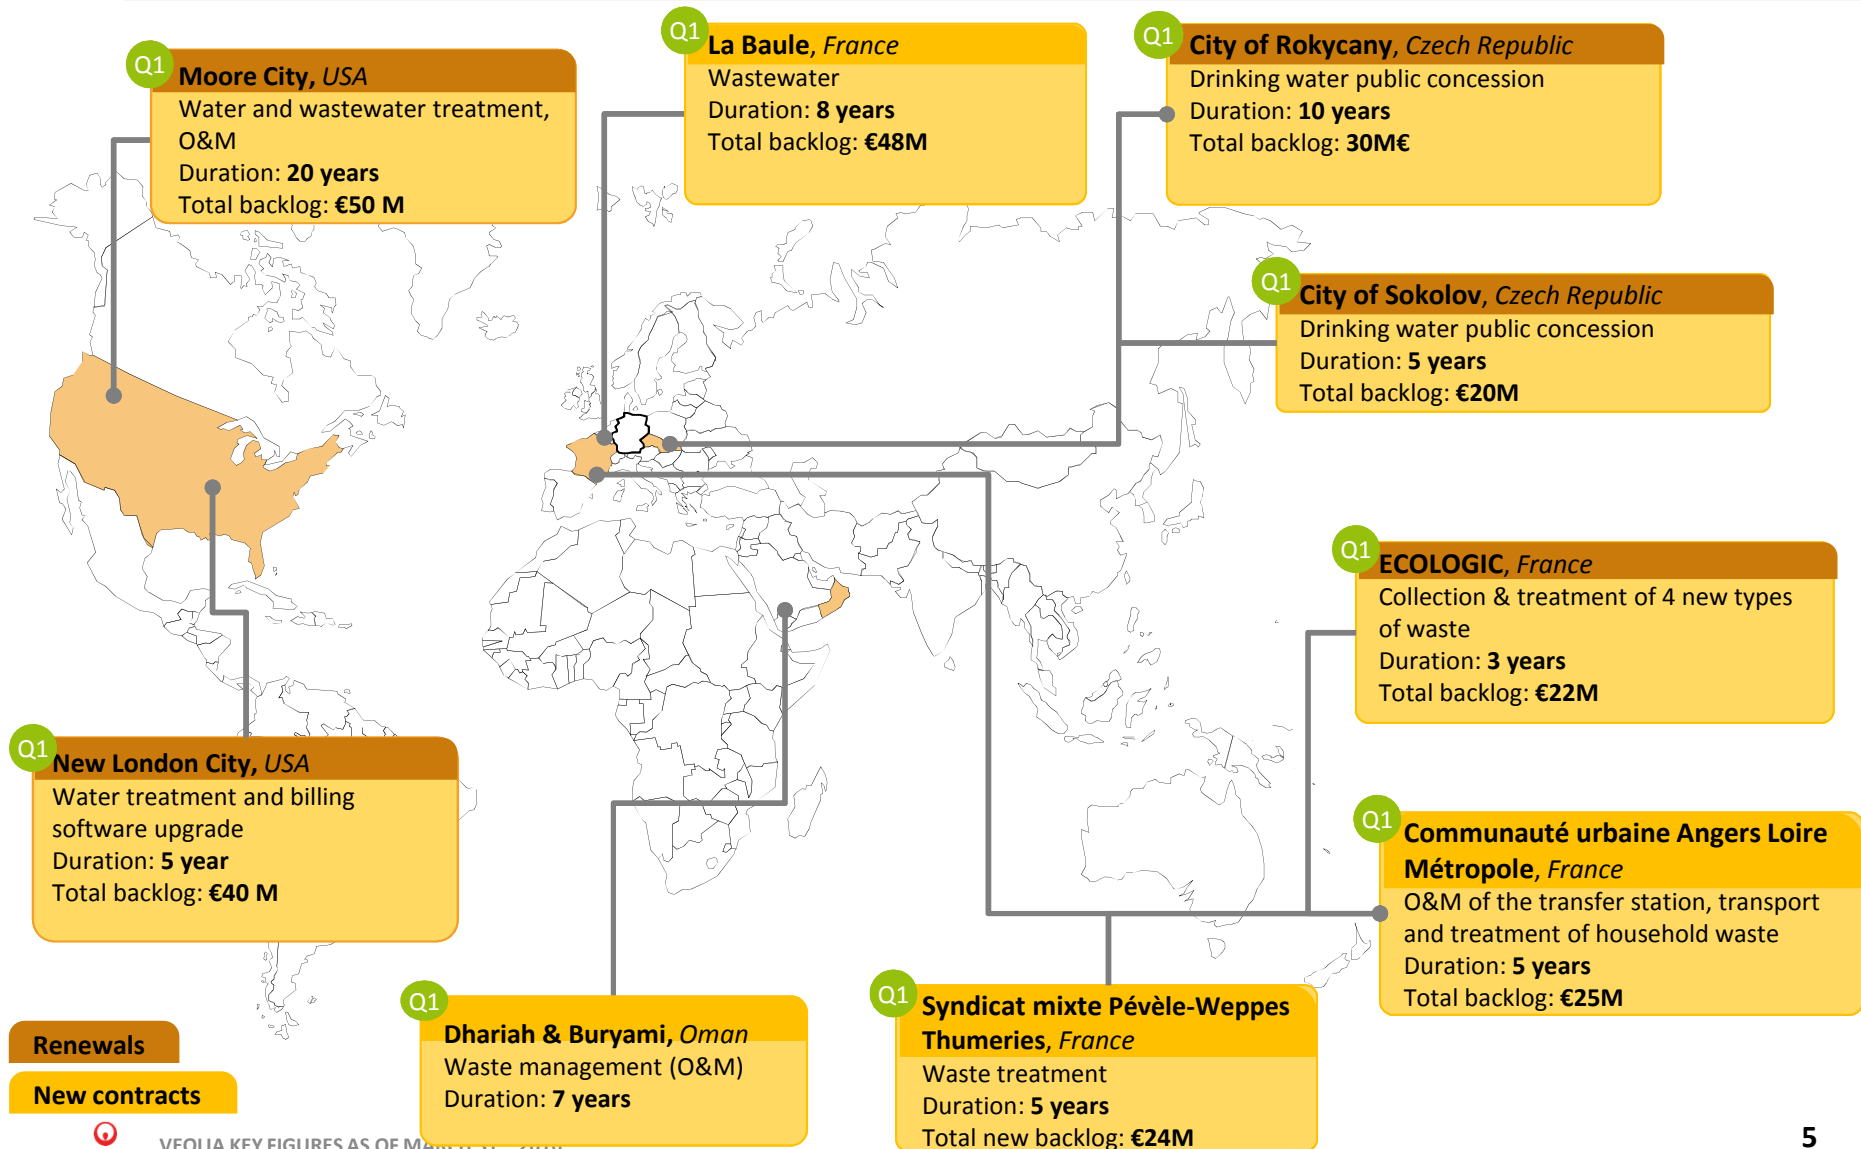 Q1
Moore City, USA
Water and wastewater treatment,
O&M
Duration: 20 years
Total backlog: €50 M
Q1
La Baule, France
Wastewater
Duration: 8 years
Total backlog: €48M
Q1
City of Rokycany, Czech Republic
Drinking water public concession
Duration: 10 years
Total backlog: 30M€
Q1
City of Sokolov, Czech Republic
Drinking water public concession
Duration: 5 years
Total backlog: €20M
Q1
ECOLOGIC, France
Collection & treatment of 4 new types
of waste
Duration: 3 years
Total backlog: €22M
Q1
New London City, USA
Water treatment and billing
software upgrade
Duration: 5 year
Total backlog: €40 M
Q1
Communauté urbaine Angers Loire
Métropole, France
O&M of the transfer station, transport
and treatment of household waste
Duration: 5 years
Total backlog: €25M
Q1
Dhariah & Buryami, Oman
Waste management (O&M)
Duration: 7 years
Q1
Syndicat mixte Pévèle-Weppes
Thumeries, France
Waste treatment
Duration: 5 years
Total new backlog: €24M
Renewals
New contracts
VEOLIA KEY FIGURES AS OF
5